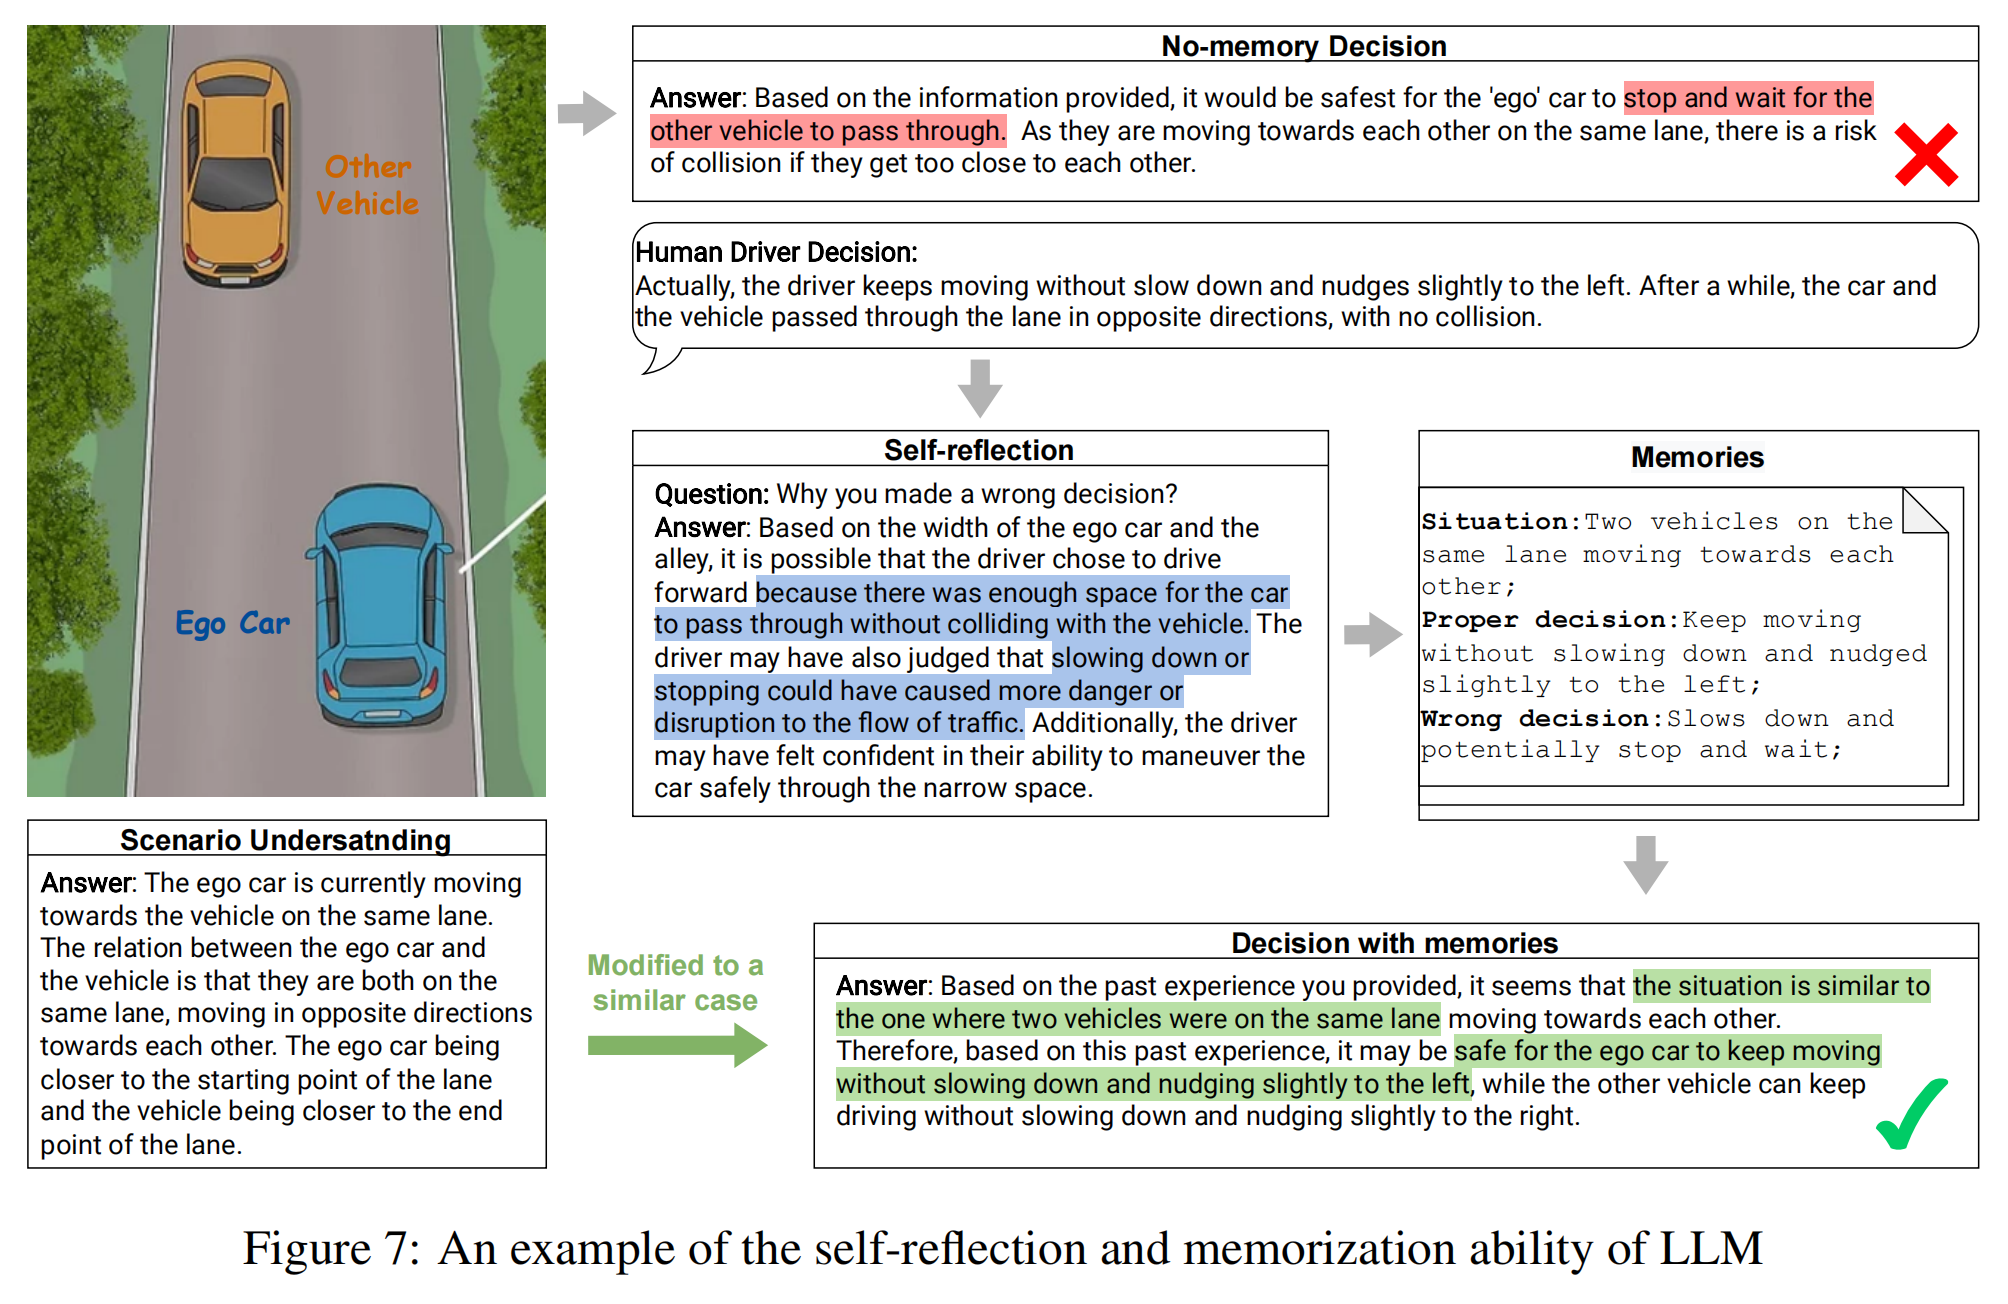 Other
Vehicle
Ego Car
Scenario Undersatnding
Answer: The ego car is currently moving
towards the vehicle on the same lane.
The relation between the ego car and
the vehicle is that they are both on the
same lane, moving in opposite directions
towards each other. The ego car being
closer to the starting point of the lane
and the vehicle being closer to the end
point of the lane.
No-memory Decision
Answer: Based on the information provided, it would be safest for the 'ego' car to stop and wait for the
other vehicle to pass through. As they are moving towards each other on the same lane, there is a risk
of collision if they get too close to each other.
Human Driver Decision:
Actually, the driver keeps moving without slow down and nudges slightly to the left. After a while, the car and
the vehicle passed through the lane in opposite directions, with no collision.
Self-reflection
Question: Why you made a wrong decision?
Answer: Based on the width of the ego car and the
alley, it is possible that the driver chose to drive
forward because there was enough space for the car
to pass through without colliding with the vehicle. The
driver may have also judged that slowing down or
stopping could have caused more danger or
disruption to the flow of traffic. Additionally, the driver
may have felt confident in their ability to maneuver the
car safely through the narrow space.
Memories
Situation:Two vehicles on the
same lane moving towards each
other;
Proper decision:Keep moving
without slowing down and nudged
slightly to the left;
Wrong decision:Slows down and
potentially stop and wait;
Modified to a
similar case
Decision with memories
Answer: Based on the past experience you provided, it seems that the situation is similar to
the one where two vehicles were on the same lane moving towards each other.
Therefore, based on this past experience, it may be safe for the ego car to keep moving
without slowing down and nudging slightly to the left, while the other vehicle can keep
driving without slowing down and nudging slightly to the right.
Figure 7: An example of the self-reflection and memorization ability of LLM